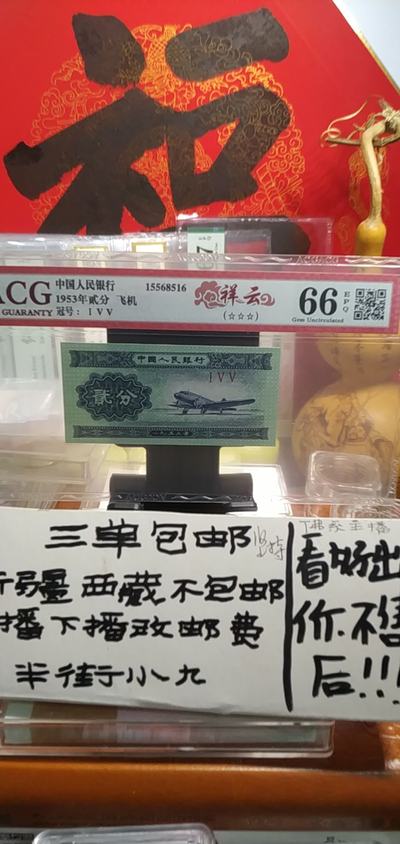 ACG
GUARANTY
中国人民银行
1953年贰分 飞机
冠号：ⅠⅤⅤ
15568516
祥云
(☆☆☆)
66
EPQ
Gem Uncirculated
中国人民银行
ⅠⅤⅤ
贰分
三单包邮
疆西藏不包邮
播下播改邮费
半街小九
看好出
价.不售
后!!!